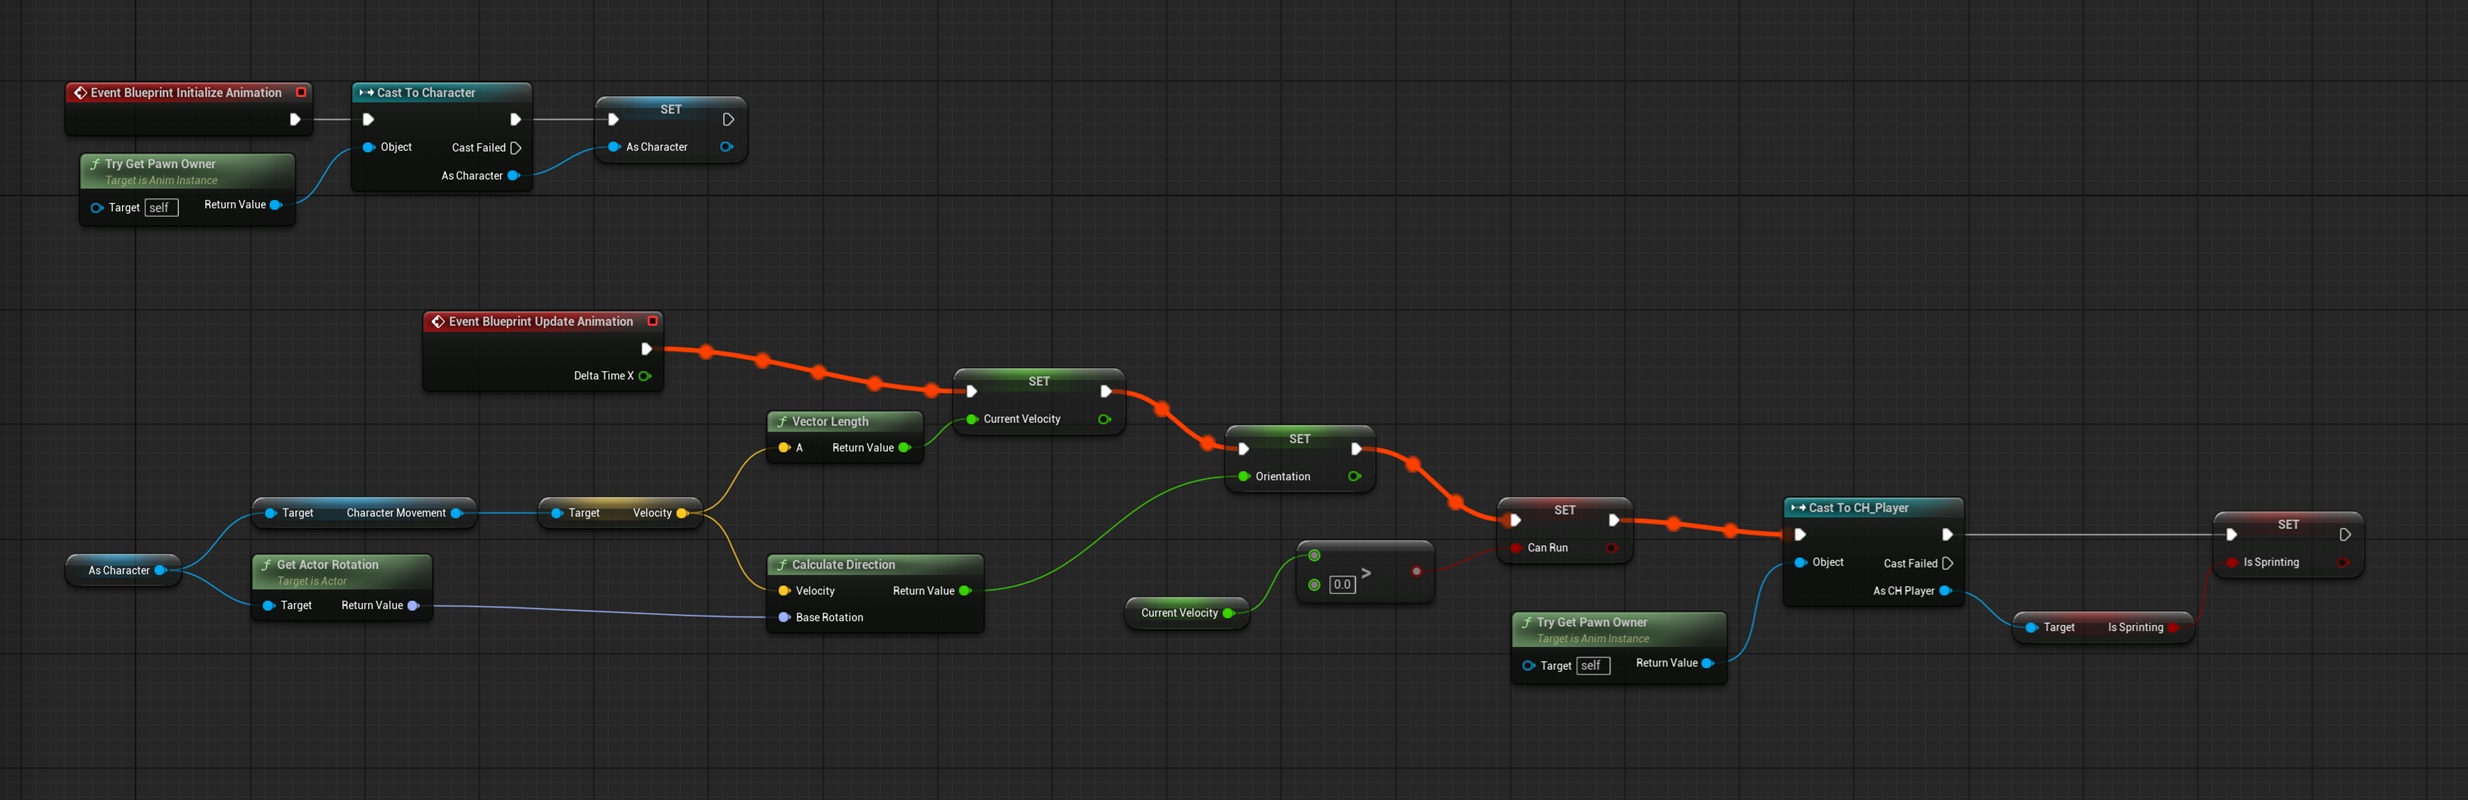 Event Blueprint Initialize Animation
Cast To Character
Object
Cast Failed
As Character
SET
As Character
Try Get Pawn Owner
Target is Anim Instance
Target self
Return Value
Event Blueprint Update Animation
Delta Time X
SET
Current Velocity
Vector Length
A
Return Value
SET
Orientation
As Character
Target
Character Movement
Target
Velocity
Get Actor Rotation
Target is Actor
Target
Return Value
Calculate Direction
Velocity
Return Value
Base Rotation
Current Velocity
0.0
>
SET
Can Run
Try Get Pawn Owner
Target is Anim Instance
Target self
Return Value
Cast To CH_Player
Object
Cast Failed
As CH Player
Target
Is Sprinting
SET
Is Sprinting